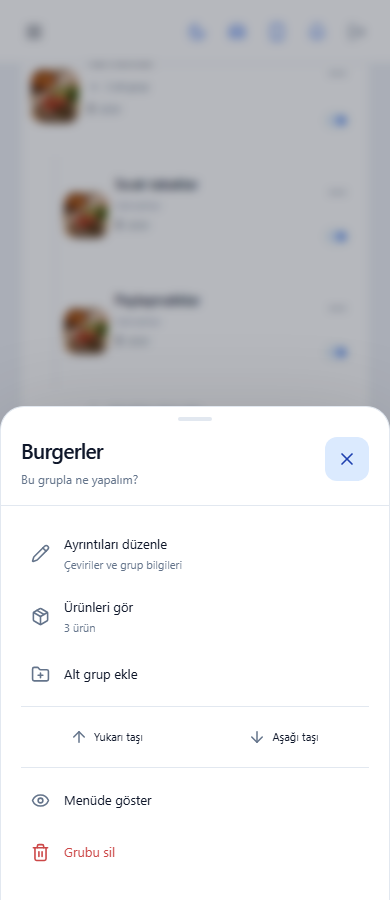 Burgerler
Bu grupla ne yapalım?
Ayrıntıları düzenle
Çeviriler ve grup bilgileri
Ürünleri gör
3 ürün
Alt grup ekle
Yukarı taşı
Aşağı taşı
Menüde göster
Grubu sil